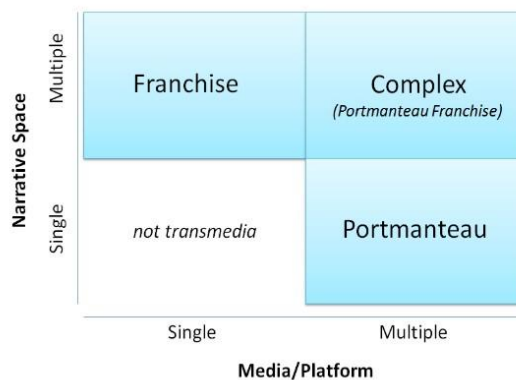 Narrative Space
Multiple
Single
Franchise
Complex
(Portmanteau Franchise)
not transmedia
Portmanteau
Single
Multiple
Media/Platform